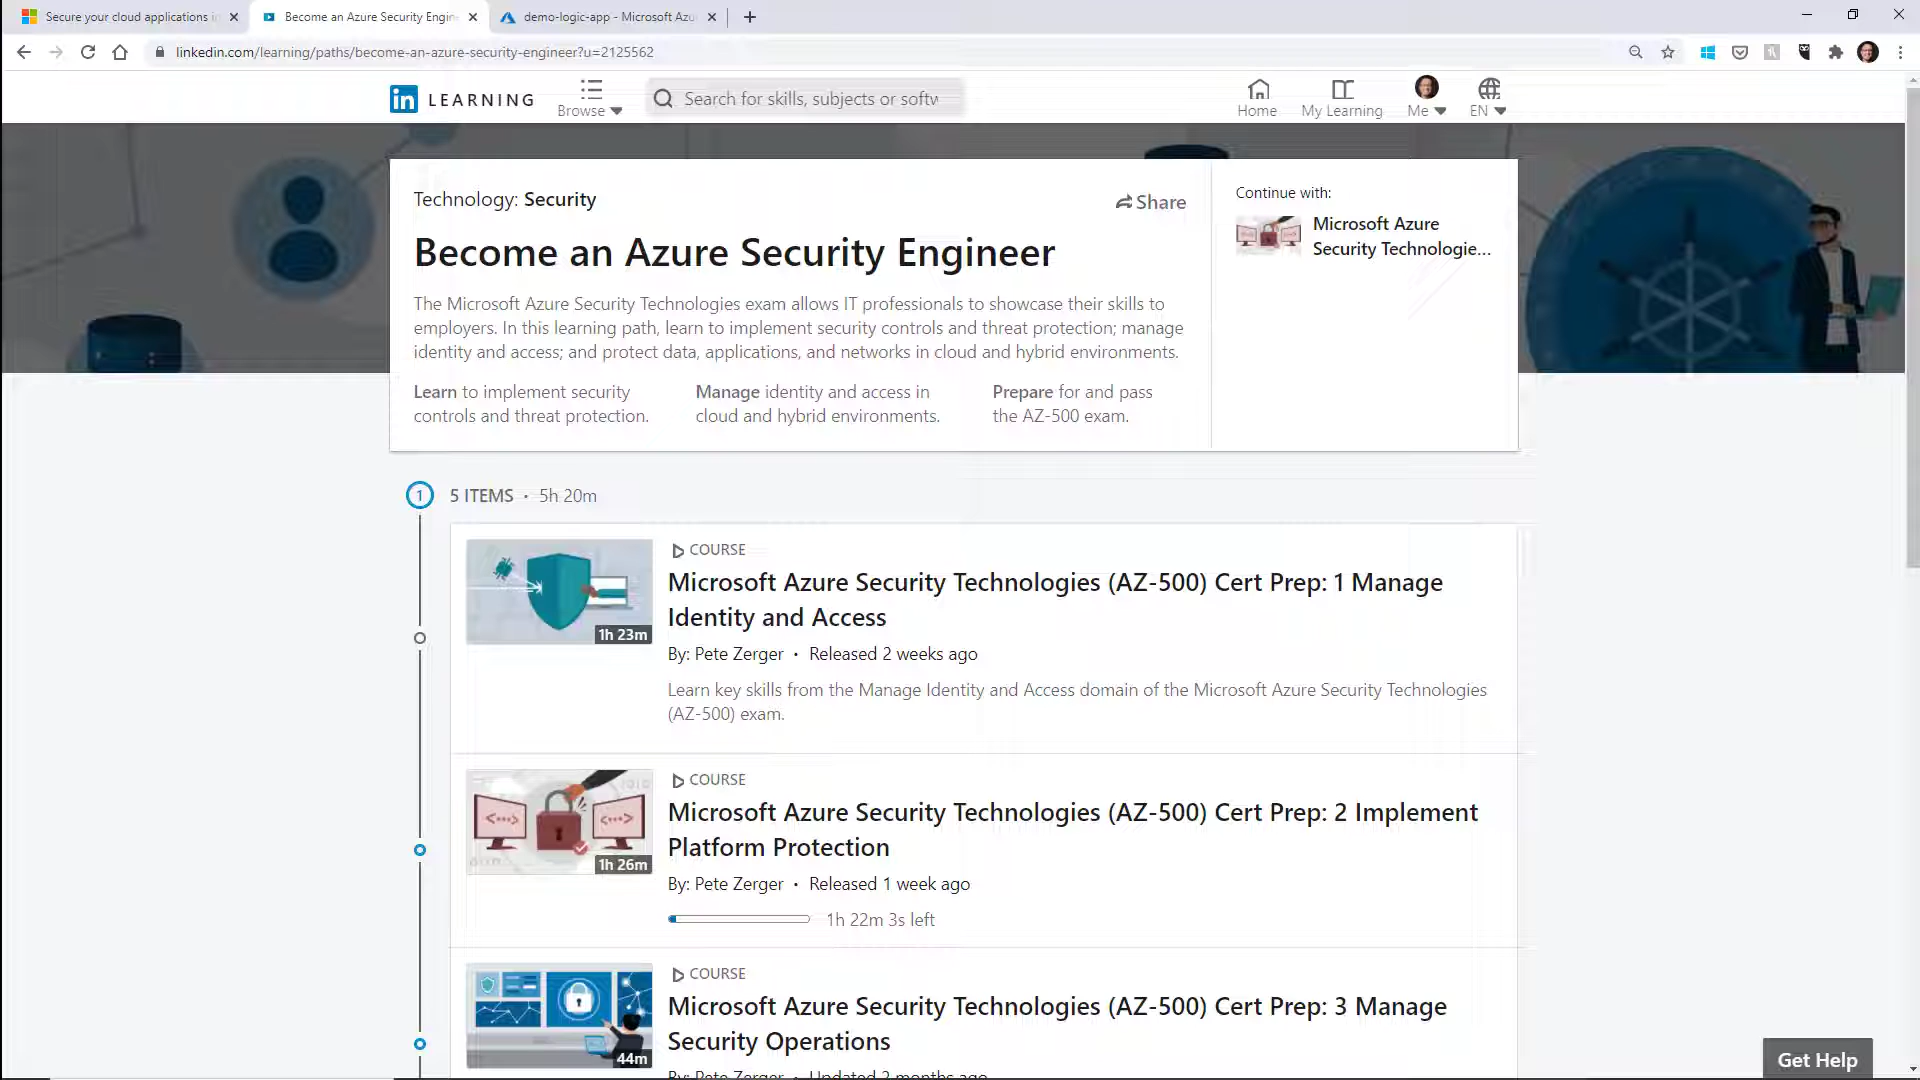 Secure your cloud applications in
Become an Azure Security Engin
demo-logic-app - Microsoft Azu
linkedin.com/learning/paths/become-an-azure-security-engineer?u=2125562
in LEARNING
Browse
Search for skills, subjects or softw
Home
My Learning
Me
EN
Technology: Security
Share
Become an Azure Security Engineer
The Microsoft Azure Security Technologies exam allows IT professionals to showcase their skills to
employers. In this learning path, learn to implement security controls and threat protection; manage
identity and access; and protect data, applications, and networks in cloud and hybrid environments.
Learn to implement security
controls and threat protection.
Manage identity and access in
cloud and hybrid environments.
Prepare for and pass
the AZ-500 exam.
Continue with:
Microsoft Azure
Security Technologie...
1
5 ITEMS • 5h 20m
COURSE
Microsoft Azure Security Technologies (AZ-500) Cert Prep: 1 Manage
Identity and Access
1h 23m
By: Pete Zerger • Released 2 weeks ago
Learn key skills from the Manage Identity and Access domain of the Microsoft Azure Security Technologies
(AZ-500) exam.
COURSE
Microsoft Azure Security Technologies (AZ-500) Cert Prep: 2 Implement
Platform Protection
1h 26m
By: Pete Zerger • Released 1 week ago
1h 22m 3s left
COURSE
Microsoft Azure Security Technologies (AZ-500) Cert Prep: 3 Manage
Security Operations
44m
By: Pete Zerger • Updated 2 months ago
Get Help